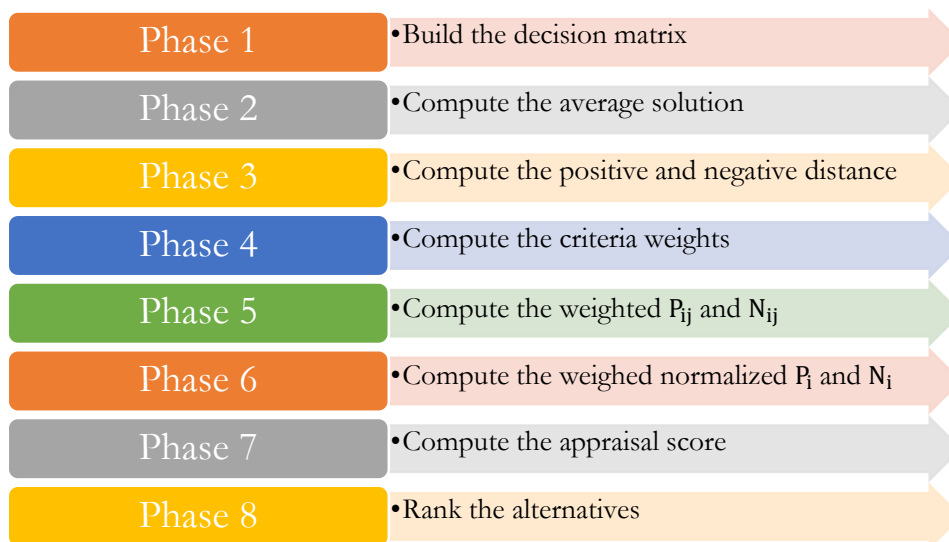 Phase 1
•Build the decision matrix
Phase 2
•Compute the average solution
Phase 3
•Compute the positive and negative distance
Phase 4
•Compute the criteria weights
Phase 5
•Compute the weighted Pij and Nij
Phase 6
•Compute the weighed normalized Pi and Ni
Phase 7
•Compute the appraisal score
Phase 8
•Rank the alternatives